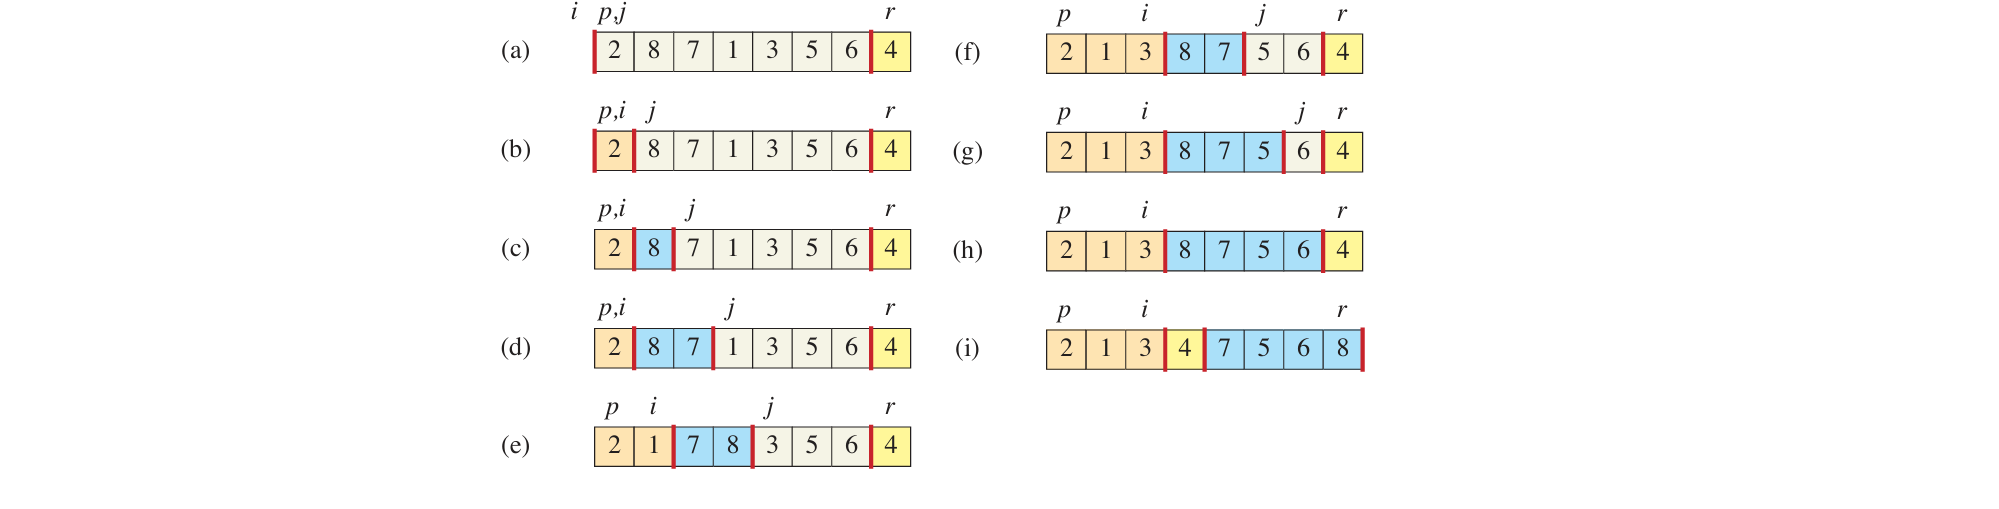 i p,j r
(a) 2 8 7 1 3 5 6 4
p,i j r
(b) 2 8 7 1 3 5 6 4
p,i j r
(c) 2 8 7 1 3 5 6 4
p,i j r
(d) 2 8 7 1 3 5 6 4
p i j r
(e) 2 1 7 8 3 5 6 4
p i j r
(f) 2 1 3 8 7 5 6 4
p i j r
(g) 2 1 3 8 7 5 6 4
p i r
(h) 2 1 3 8 7 5 6 4
p i r
(i) 2 1 3 4 7 5 6 8